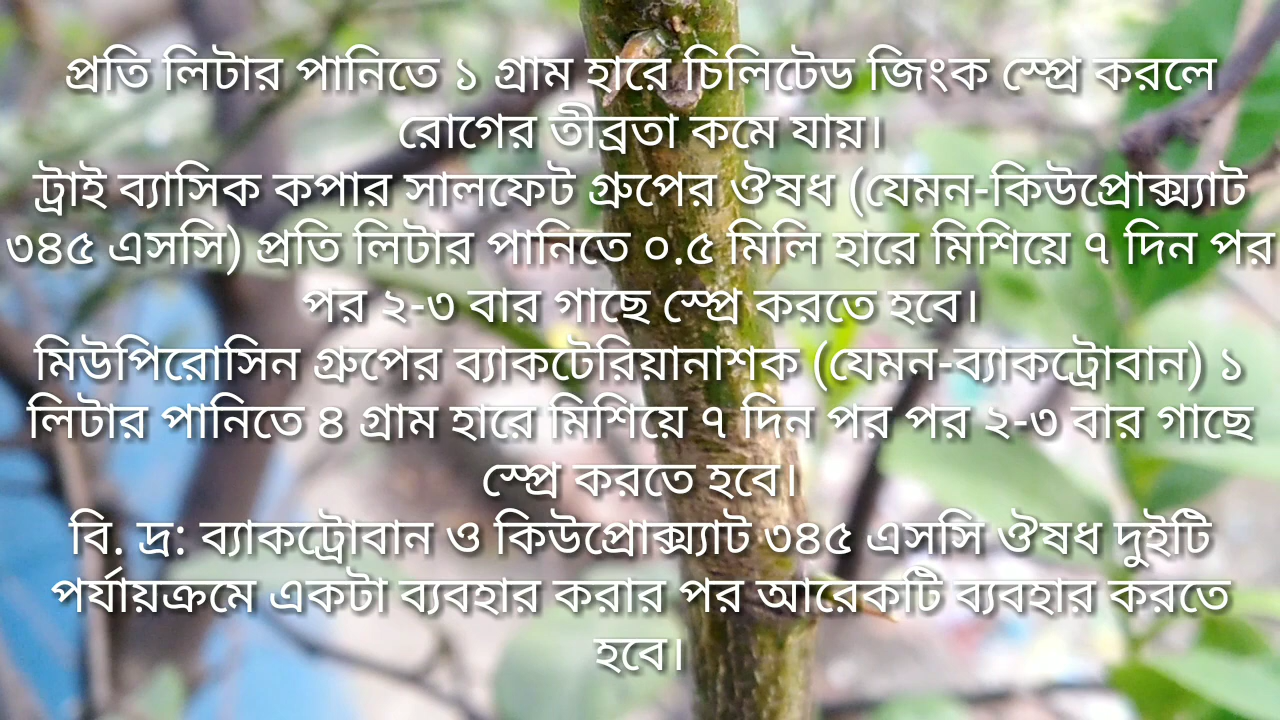 প্রতি লিটার পানিতে ১ গ্রাম হারে চিলিটেড জিংক স্প্রে করলে
রোগের তীব্রতা কমে যায়।
ট্রাই ব্যাসিক কপার সালফেট গ্রুপের ঔষধ (যেমন-কিউপ্রোক্স্যাট
৩৪৫ এসসি) প্রতি লিটার পানিতে ০.৫ মিলি হারে মিশিয়ে ৭ দিন পর
পর ২-৩ বার গাছে স্প্রে করতে হবে।
মিউপিরোসিন গ্রুপের ব্যাকটেরিয়ানাশক (যেমন-ব্যাকট্রোবান) ১
লিটার পানিতে ৪ গ্রাম হারে মিশিয়ে ৭ দিন পর পর ২-৩ বার গাছে
স্প্রে করতে হবে।
বি. দ্র: ব্যাকট্রোবান ও কিউপ্রোক্স্যাট ৩৪৫ এসসি ঔষধ দুইটি
পর্যায়ক্রমে একটা ব্যবহার করার পর আরেকটি ব্যবহার করতে
হবে।